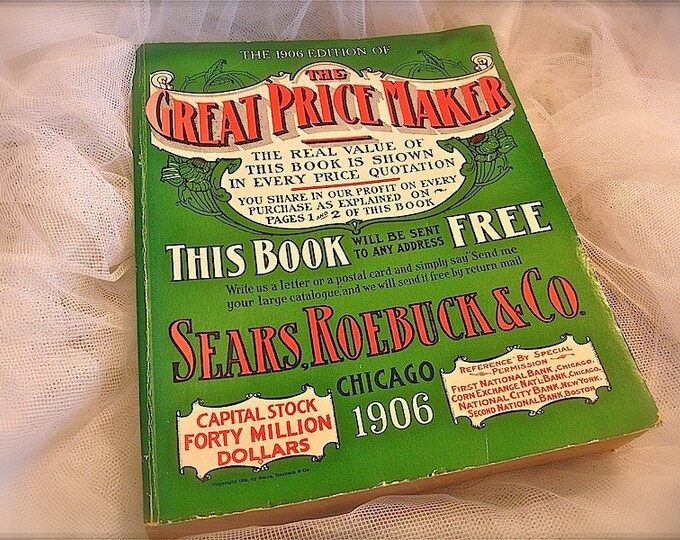 THE 1906 EDITION OF
THE
GREAT PRICE MAKER
THE REAL VALUE OF
THIS BOOK IS SHOWN
IN EVERY PRICE QUOTATION
YOU SHARE IN OUR PROFIT ON EVERY
PURCHASE AS EXPLAINED ON ~
PAGES 1 AND 2 OF THIS BOOK
THIS BOOK WILL BE SENT TO ANY ADDRESS FREE
Write us a letter or a postal card and simply say "Send me
your large catalogue, and we will send it free by return mail
SEARS, ROEBUCK & CO.
CHICAGO
1906
CAPITAL STOCK
FORTY MILLION
DOLLARS
REFERENCE BY SPECIAL
PERMISSION
FIRST NATIONAL BANK, CHICAGO.
CORN EXCHANGE NAT'L BANK, CHICAGO.
NATIONAL CITY BANK, NEW YORK.
SECOND NATIONAL BANK, BOSTON.
Copyright by Sears, Roebuck & Co.